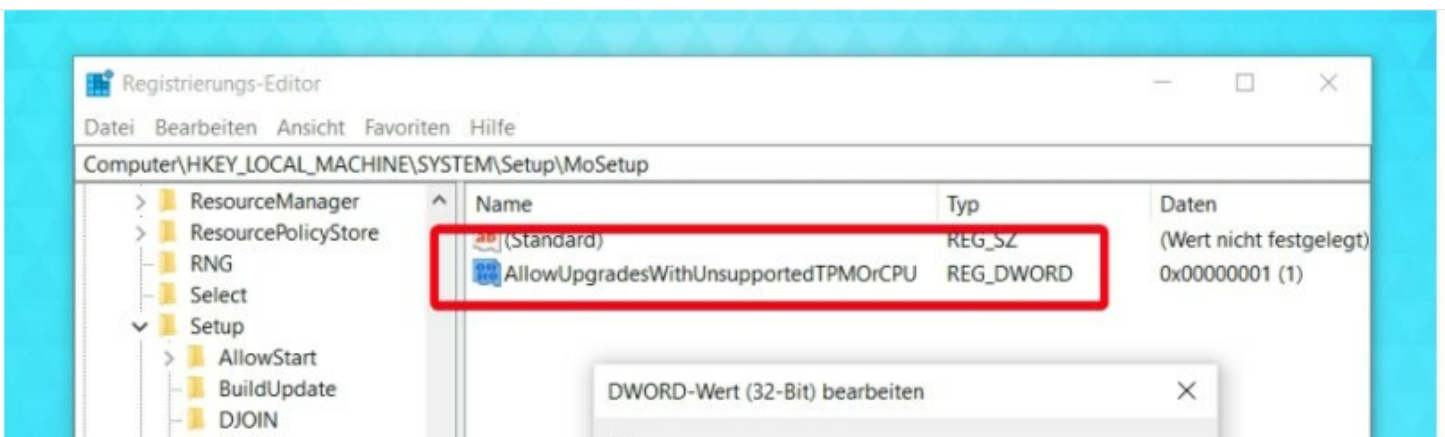 Registrierungs-Editor
Datei Bearbeiten Ansicht Favoriten Hilfe
Computer\HKEY_LOCAL_MACHINE\SYSTEM\Setup\MoSetup
ResourceManager
ResourcePolicyStore
RNG
Select
Setup
AllowStart
BuildUpdate
DJOIN
Name Typ Daten
ab (Standard) REG_SZ (Wert nicht festgelegt)
AllowUpgradesWithUnsupportedTPMOrCPU REG_DWORD 0x00000001 (1)
DWORD-Wert (32-Bit) bearbeiten